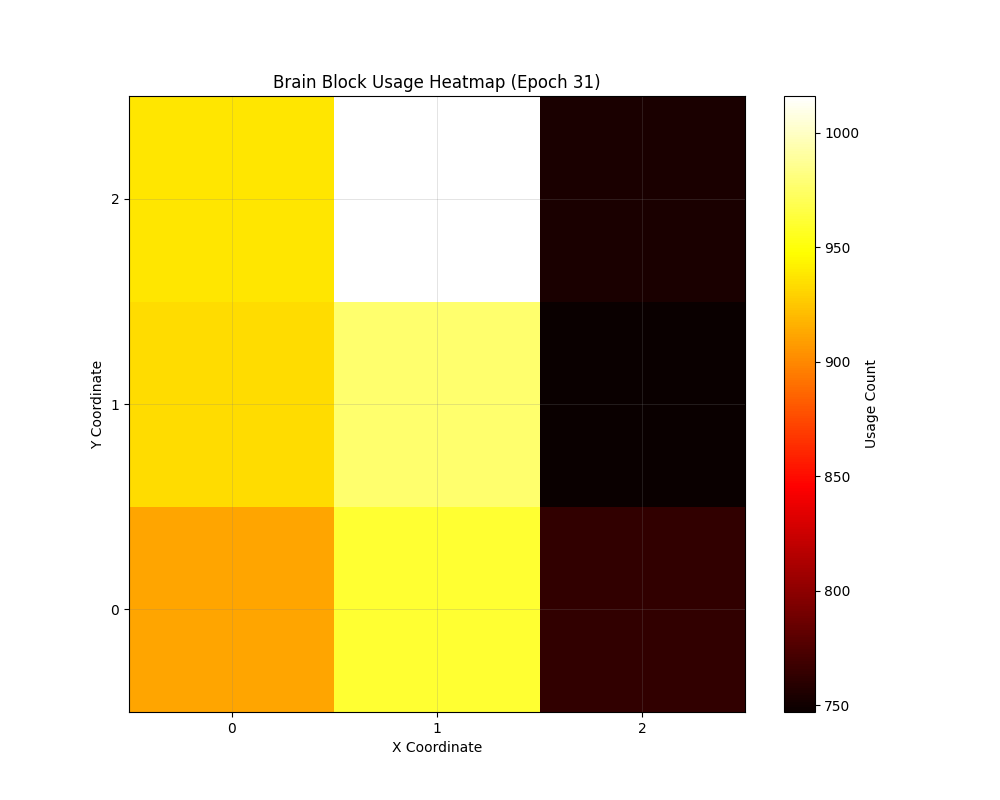 Brain Block Usage Heatmap (Epoch 31)
2
1
0
Y Coordinate
0 1 2
X Coordinate
1000
950
900
850
800
750
Usage Count